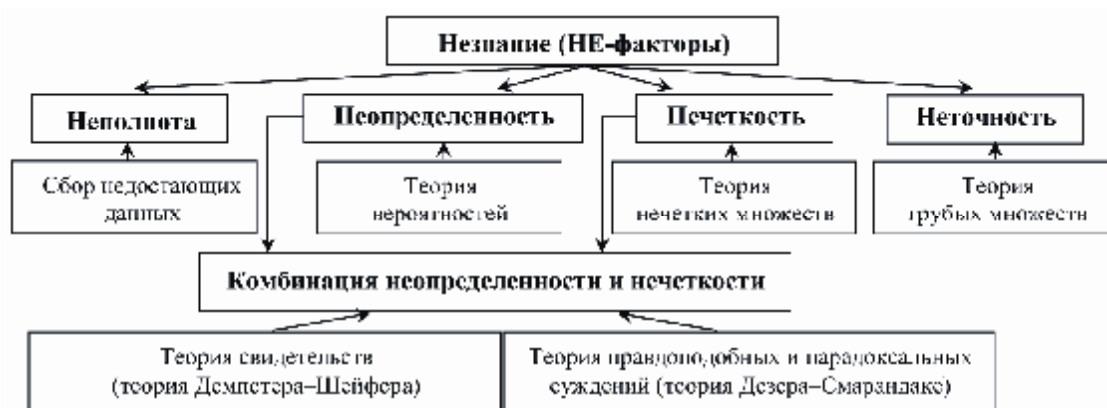 Незнание (НЕ-факторы)
Неполнота
Неопределенность
Нечеткость
Неточность
Сбор недостающих
данных
Теория
вероятностей
Теория
нечетких множеств
Теория
грубых множеств
Комбинация неопределенности и нечеткости
Теория свидетельств
(теория Демпстера–Шейфера)
Теория правдоподобных и парадоксальных
суждений (теория Дезера–Смарандаке)